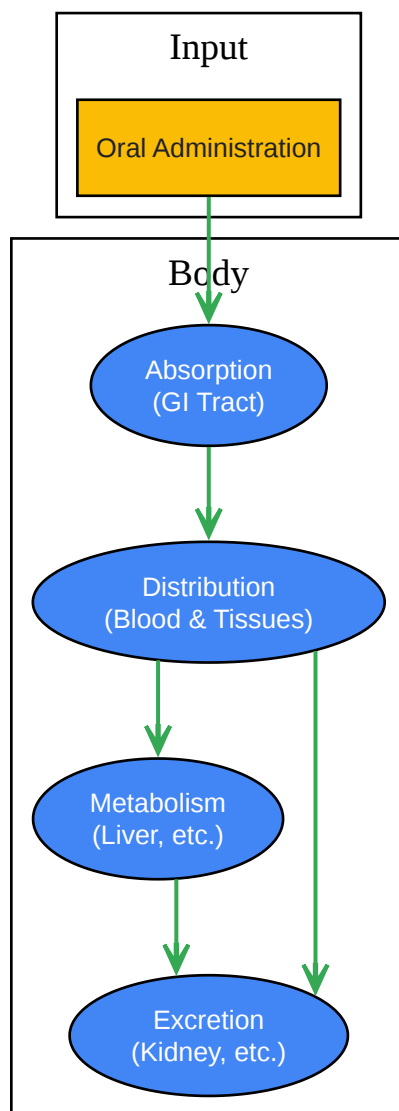 Input
Oral Administration
Body
Absorption
(GI Tract)
Distribution
(Blood & Tissues)
Metabolism
(Liver, etc.)
Excretion
(Kidney, etc.)